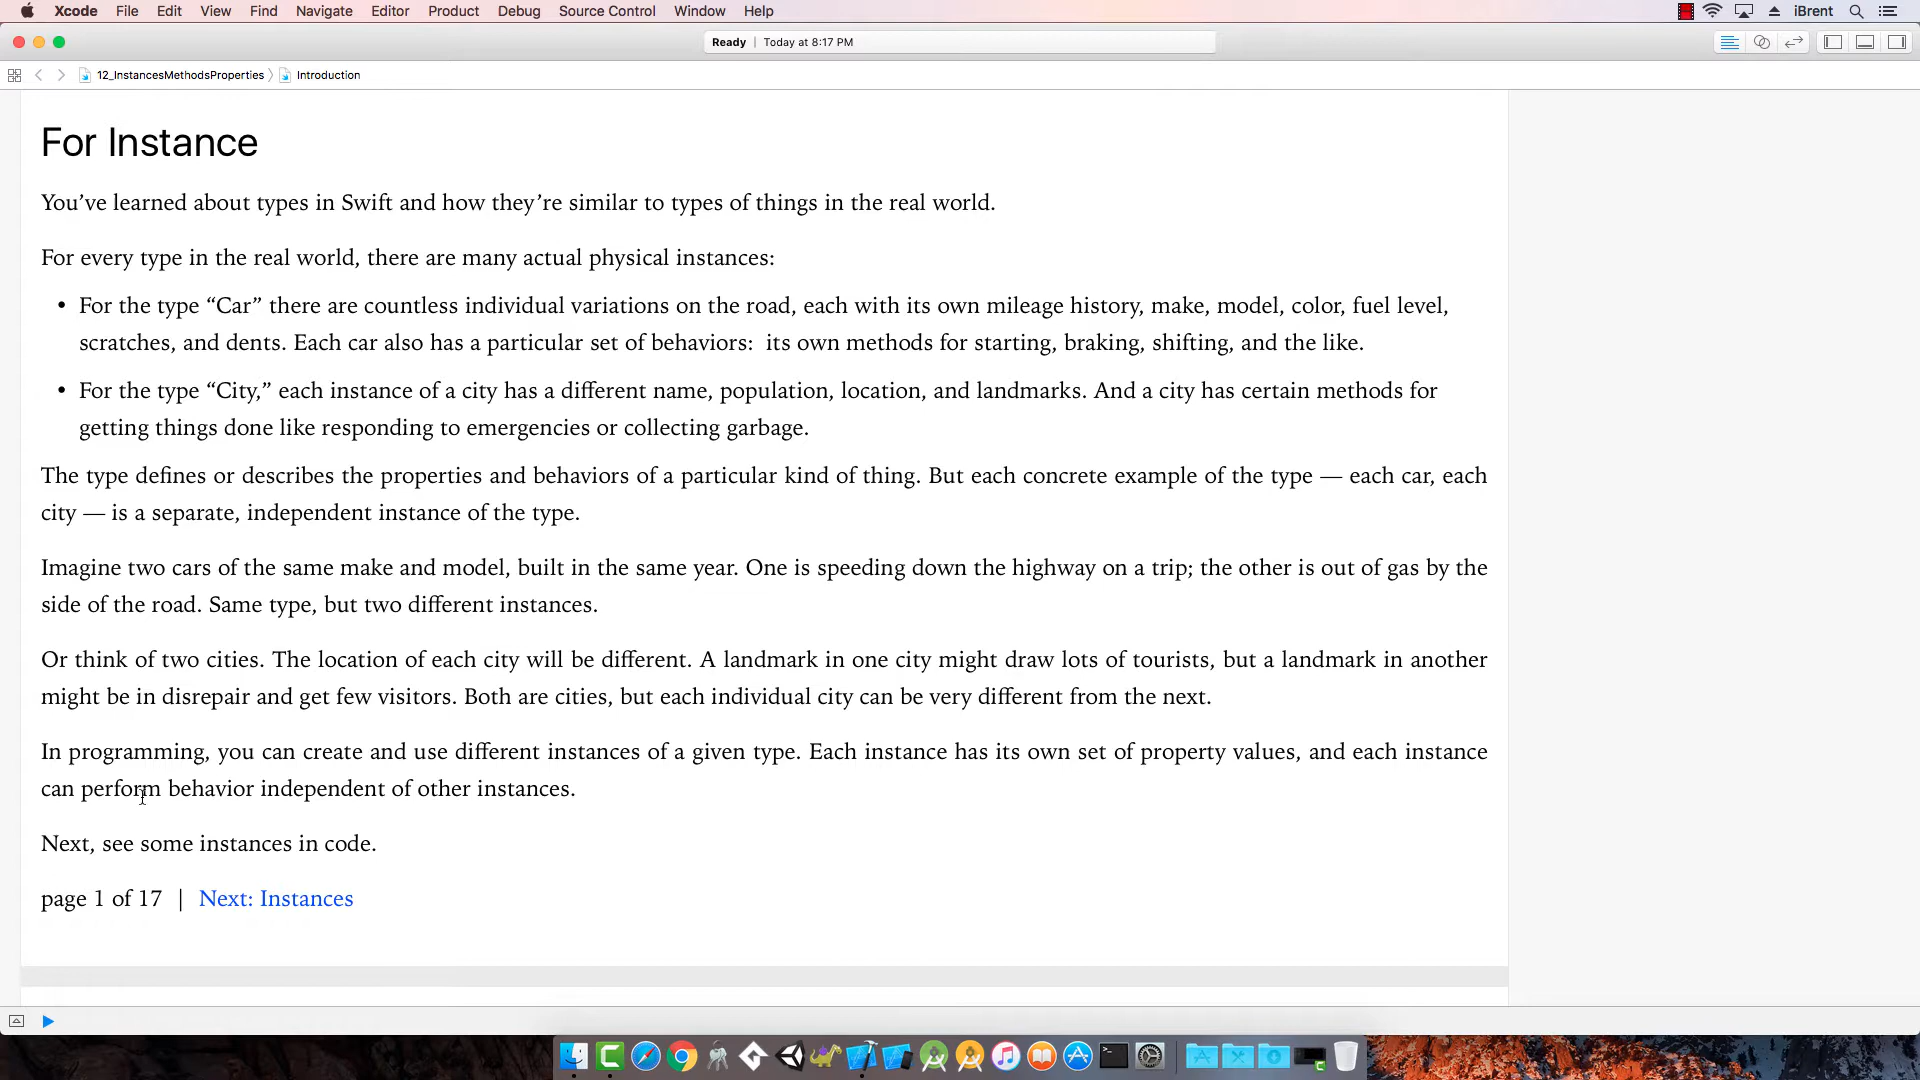 Xcode File Edit View Find Navigate Editor Product Debug Source Control Window Help iBrent
Ready | Today at 8:17 PM
12_InstancesMethodsProperties 〉 Introduction
For Instance
You’ve learned about types in Swift and how they’re similar to types of things in the real world.
For every type in the real world, there are many actual physical instances:
• For the type “Car” there are countless individual variations on the road, each with its own mileage history, make, model, color, fuel level,
scratches, and dents. Each car also has a particular set of behaviors:  its own methods for starting, braking, shifting, and the like.
• For the type “City,” each instance of a city has a different name, population, location, and landmarks. And a city has certain methods for
getting things done like responding to emergencies or collecting garbage.
The type defines or describes the properties and behaviors of a particular kind of thing. But each concrete example of the type — each car, each
city — is a separate, independent instance of the type.
Imagine two cars of the same make and model, built in the same year. One is speeding down the highway on a trip; the other is out of gas by the
side of the road. Same type, but two different instances.
Or think of two cities. The location of each city will be different. A landmark in one city might draw lots of tourists, but a landmark in another
might be in disrepair and get few visitors. Both are cities, but each individual city can be very different from the next.
In programming, you can create and use different instances of a given type. Each instance has its own set of property values, and each instance
can perform behavior independent of other instances.
Next, see some instances in code.
page 1 of 17 | Next: Instances